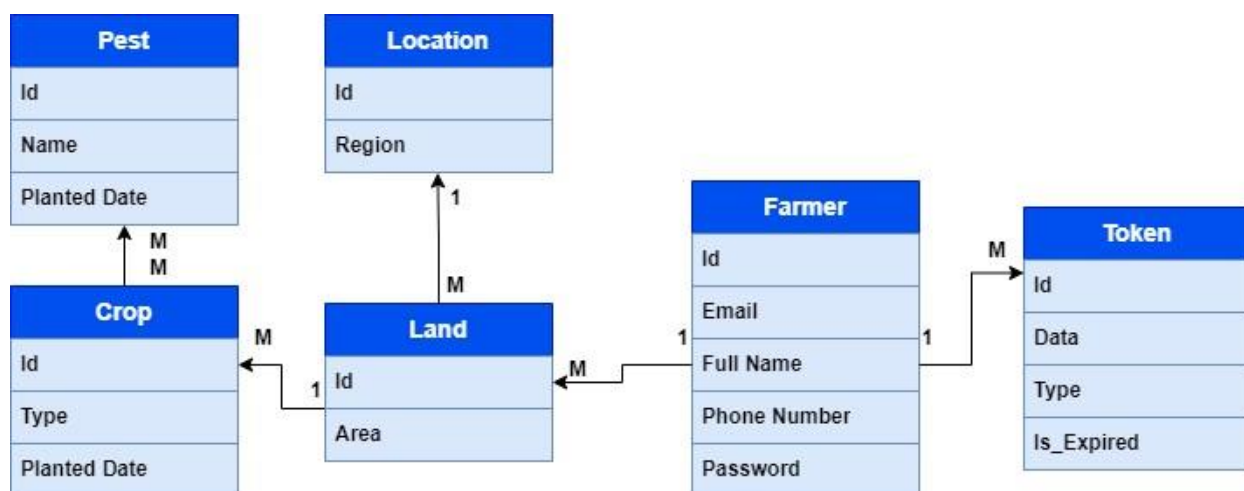 Pest
Id
Name
Planted Date
M
M
Crop
Id
Type
Planted Date
M
1
Location
Id
Region
1
M
Land
Id
Area
M
1
Farmer
Id
Email
Full Name
Phone Number
Password
1
M
Token
Id
Data
Type
Is_Expired